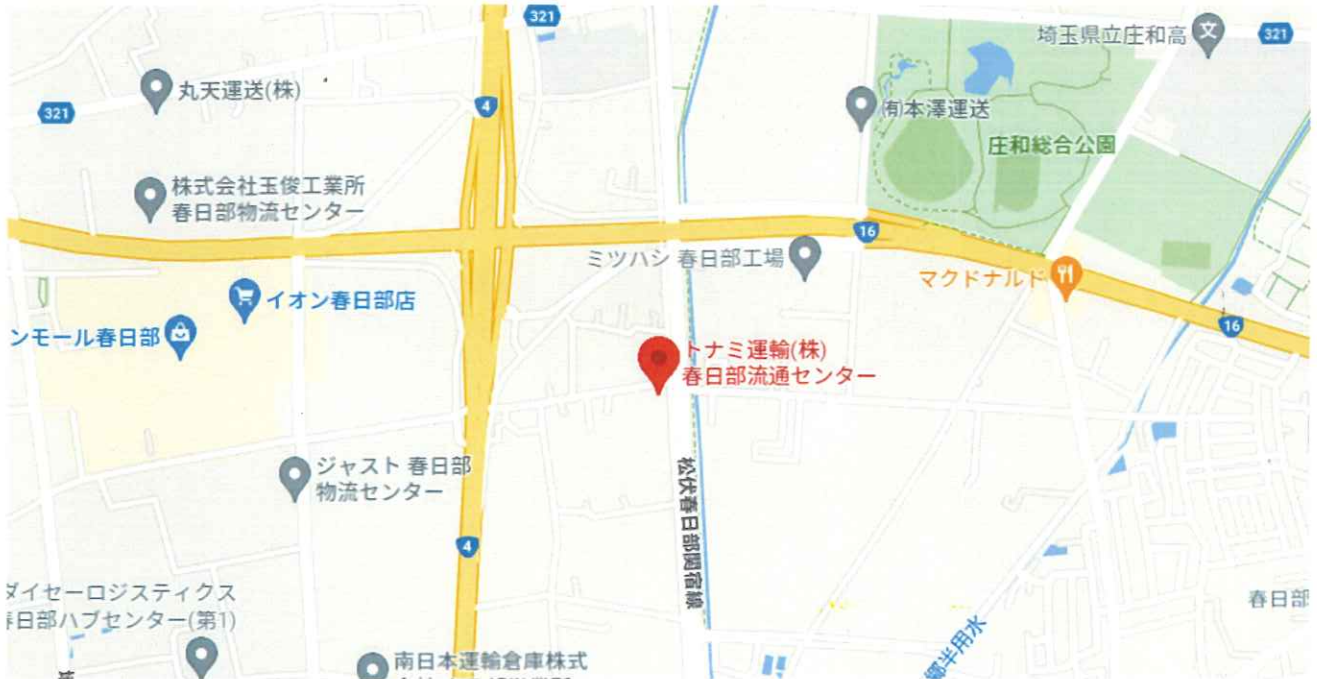 321
埼玉県立庄和高
文
321
丸天運送(株)
321
4
(有)本澤運送
庄和総合公園
株式会社玉俊工業所
春日部物流センター
16
ミツハシ 春日部工場
マクドナルド
イオン春日部店
16
ンモール春日部
トナミ運輸(株)
春日部流通センター
ジャスト 春日部
物流センター
松伏春日部関宿線
4
ダイセーロジスティクス
春日部ハブセンター(第1)
春日部
南日本運輸倉庫株式
郷半用水